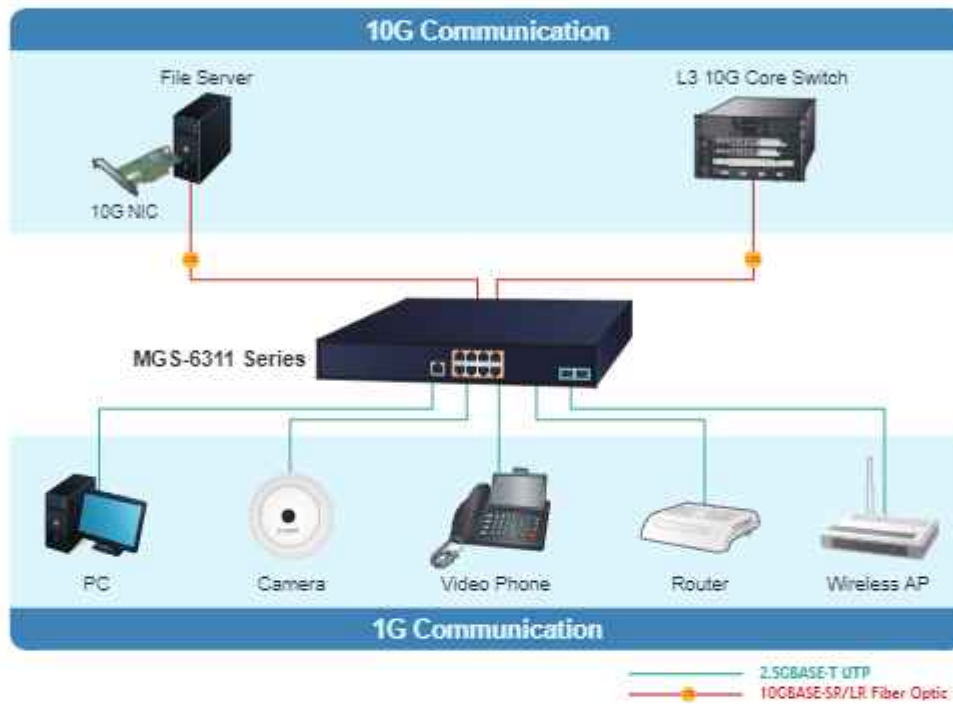 10G Communication
File Server
L3 10G Core Switch
10G NIC
MGS-6311 Series
PC
Camera
Video Phone
Router
Wireless AP
1G Communication
2.5GBASE-T UTP
10GBASE-SR/LR Fiber Optic